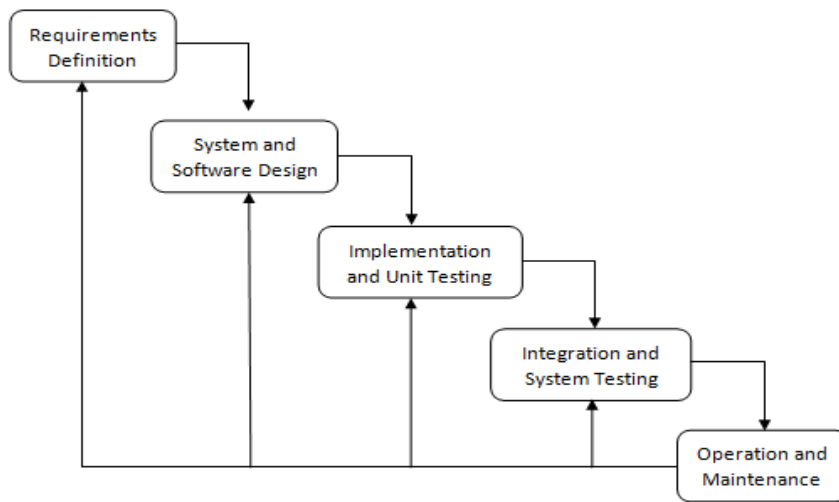 Requirements
Definition
System and
Software Design
Implementation
and Unit Testing
Integration and
System Testing
Operation and
Maintenance